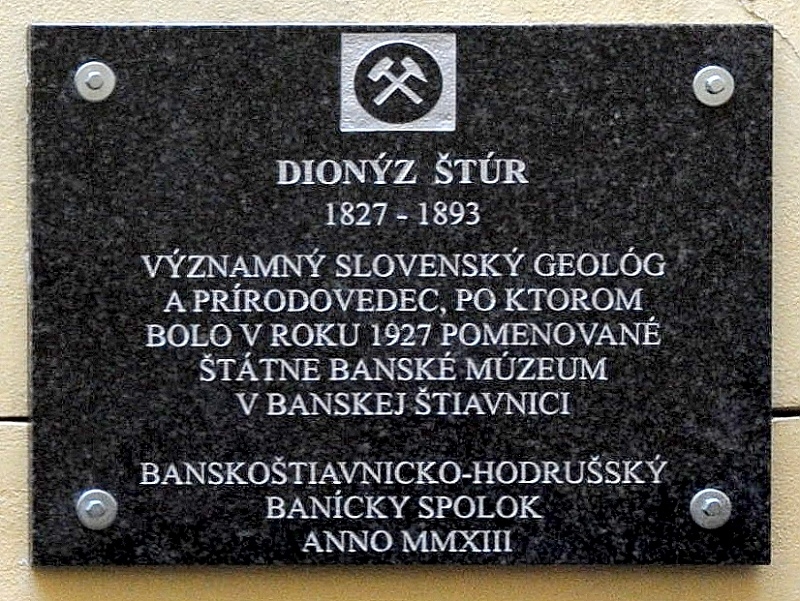 DIONÝZ ŠTÚR
1827 - 1893
VÝZNAMNÝ SLOVENSKÝ GEOLÓG
A PRÍRODOVEDEC, PO KTOROM
BOLO V ROKU 1927 POMENOVANÉ
ŠTÁTNE BANSKÉ MÚZEUM
V BANSKEJ ŠTIAVNICI
BANSKOŠTIAVNICKO-HODRUŠSKÝ
BANÍCKY SPOLOK
ANNO MMXIII